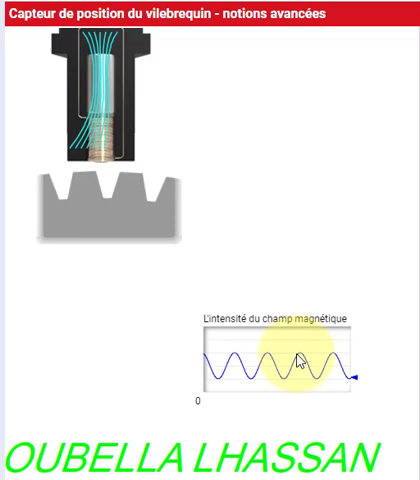 Capteur de position du vilebrequin - notions avancées
L'intensité du champ magnétique
0
OUBELLA LHASSAN